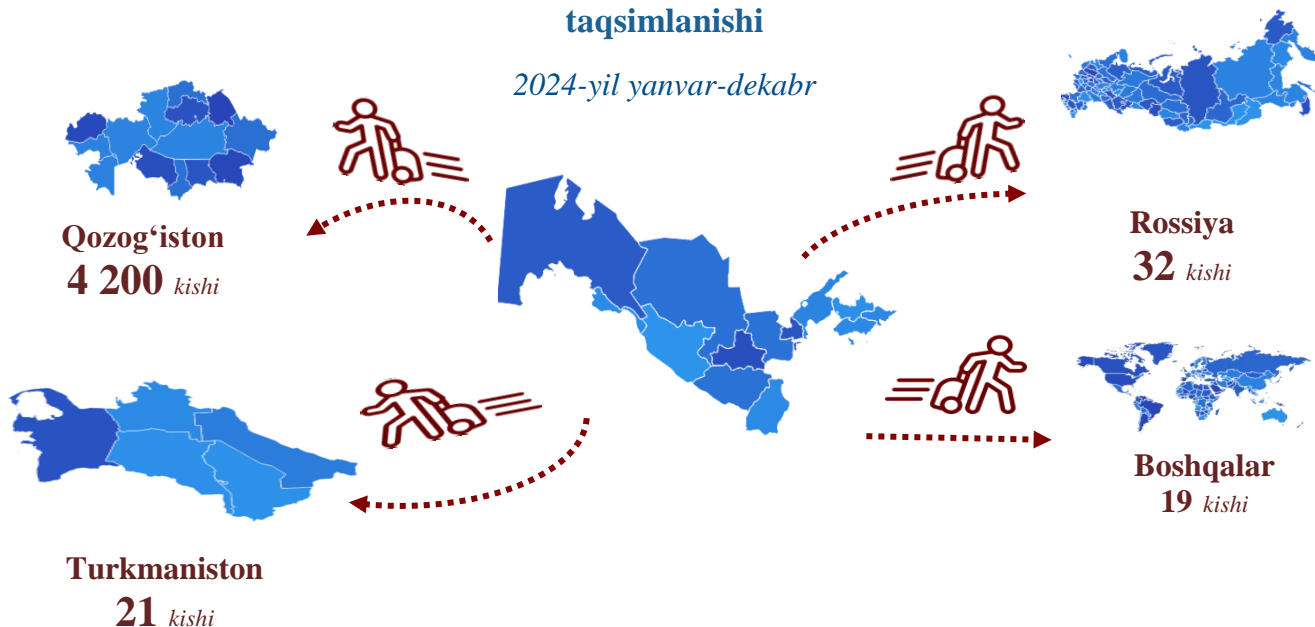 taqsimlanishi
2024-yil yanvar-dekabr
Qozog‘iston
4 200 kishi
Rossiya
32 kishi
Turkmaniston
21 kishi
Boshqalar
19 kishi